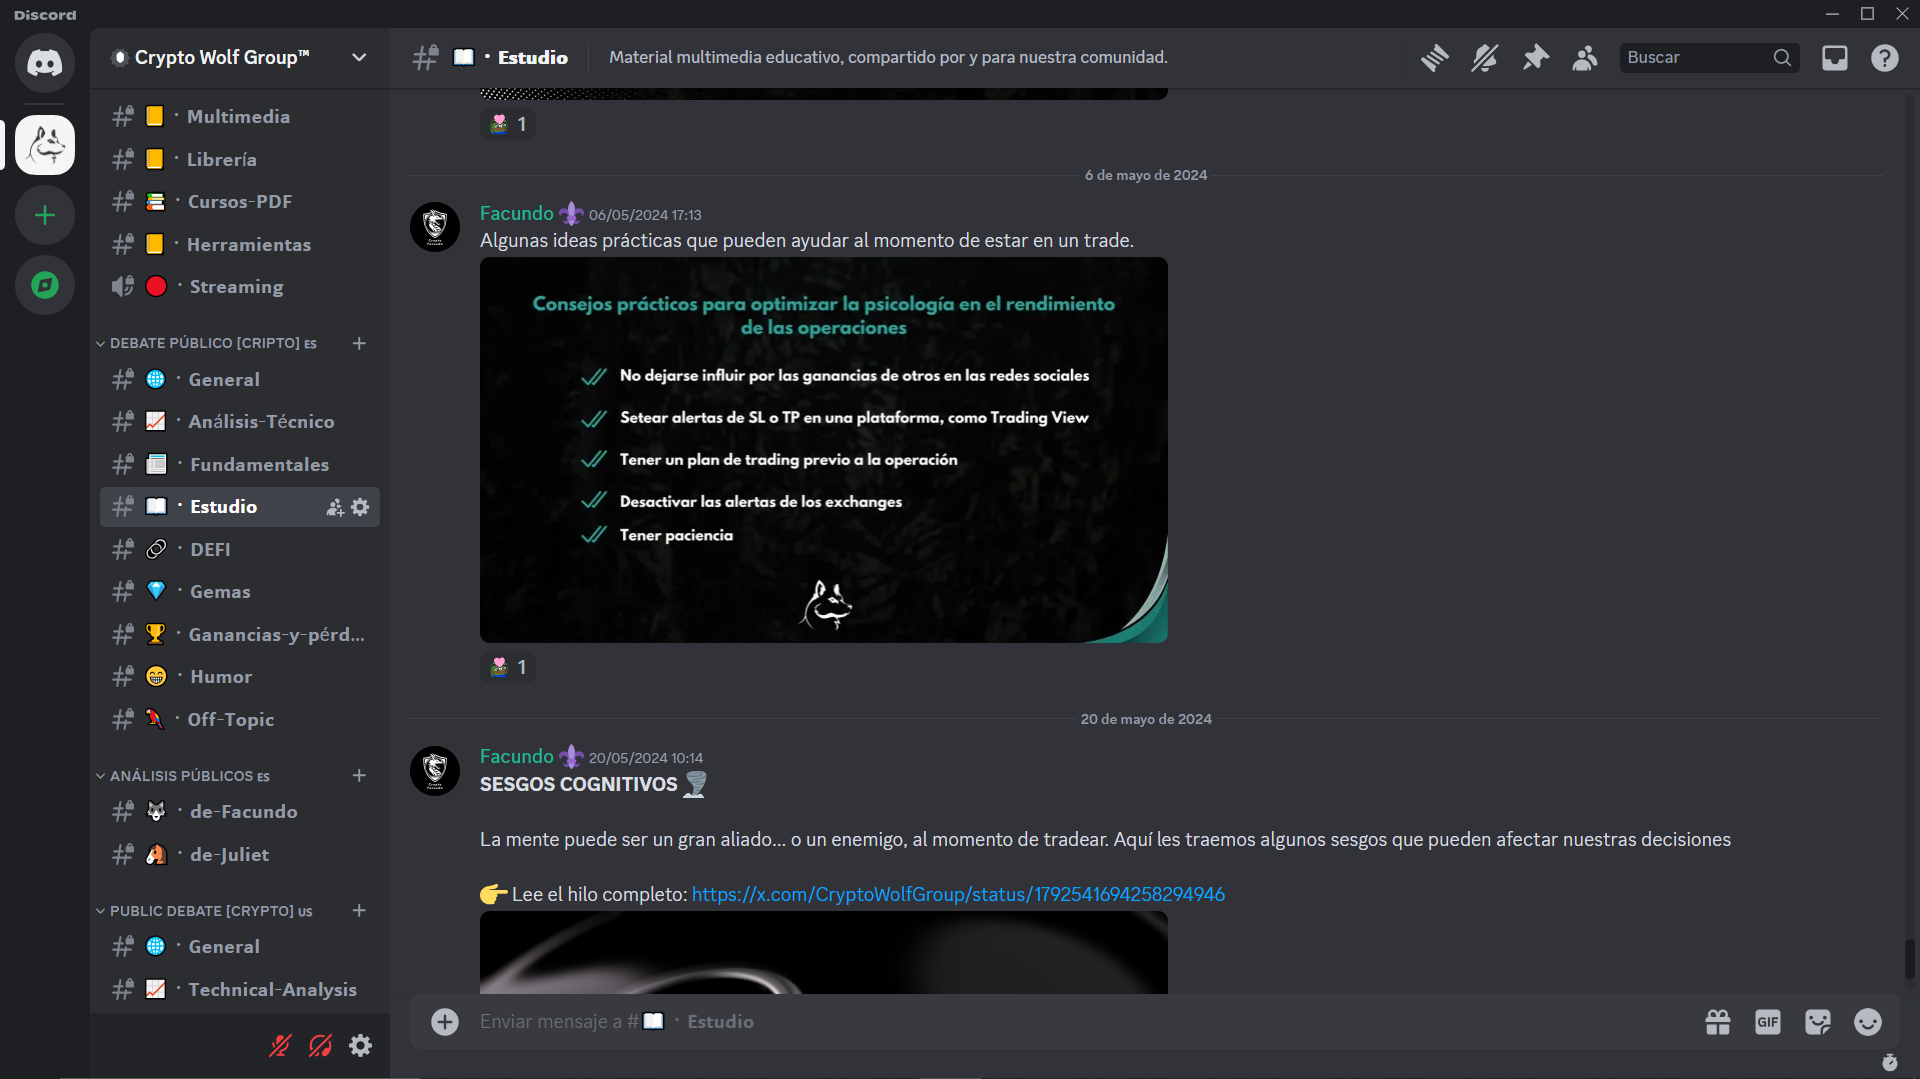 Discord
Crypto Wolf Group™
Multimedia
Librería
Cursos-PDF
Herramientas
Streaming
DEBATE PÚBLICO [CRIPTO] ES
General
Análisis-Técnico
Fundamentales
Estudio
DEFI
Gemas
Ganancias-y-pérd...
Humor
Off-Topic
ANÁLISIS PÚBLICOS ES
de-Facundo
de-Juliet
PUBLIC DEBATE [CRYPTO] US
General
Technical-Analysis
Estudio
Material multimedia educativo, compartido por y para nuestra comunidad.
Buscar
1
6 de mayo de 2024
Facundo 06/05/2024 17:13
Algunas ideas prácticas que pueden ayudar al momento de estar en un trade.
Consejos prácticos para optimizar la psicología en el rendimiento
de las operaciones
No dejarse influir por las ganancias de otros en las redes sociales
Setear alertas de SL o TP en una plataforma, como Trading View
Tener un plan de trading previo a la operación
Desactivar las alertas de los exchanges
Tener paciencia
1
20 de mayo de 2024
Facundo 20/05/2024 10:14
SESGOS COGNITIVOS 🌪️
La mente puede ser un gran aliado... o un enemigo, al momento de tradear. Aquí les traemos algunos sesgos que pueden afectar nuestras decisiones
👉 Lee el hilo completo: https://x.com/CryptoWolfGroup/status/1792541694258294946
Enviar mensaje a #📖・Estudio
GIF